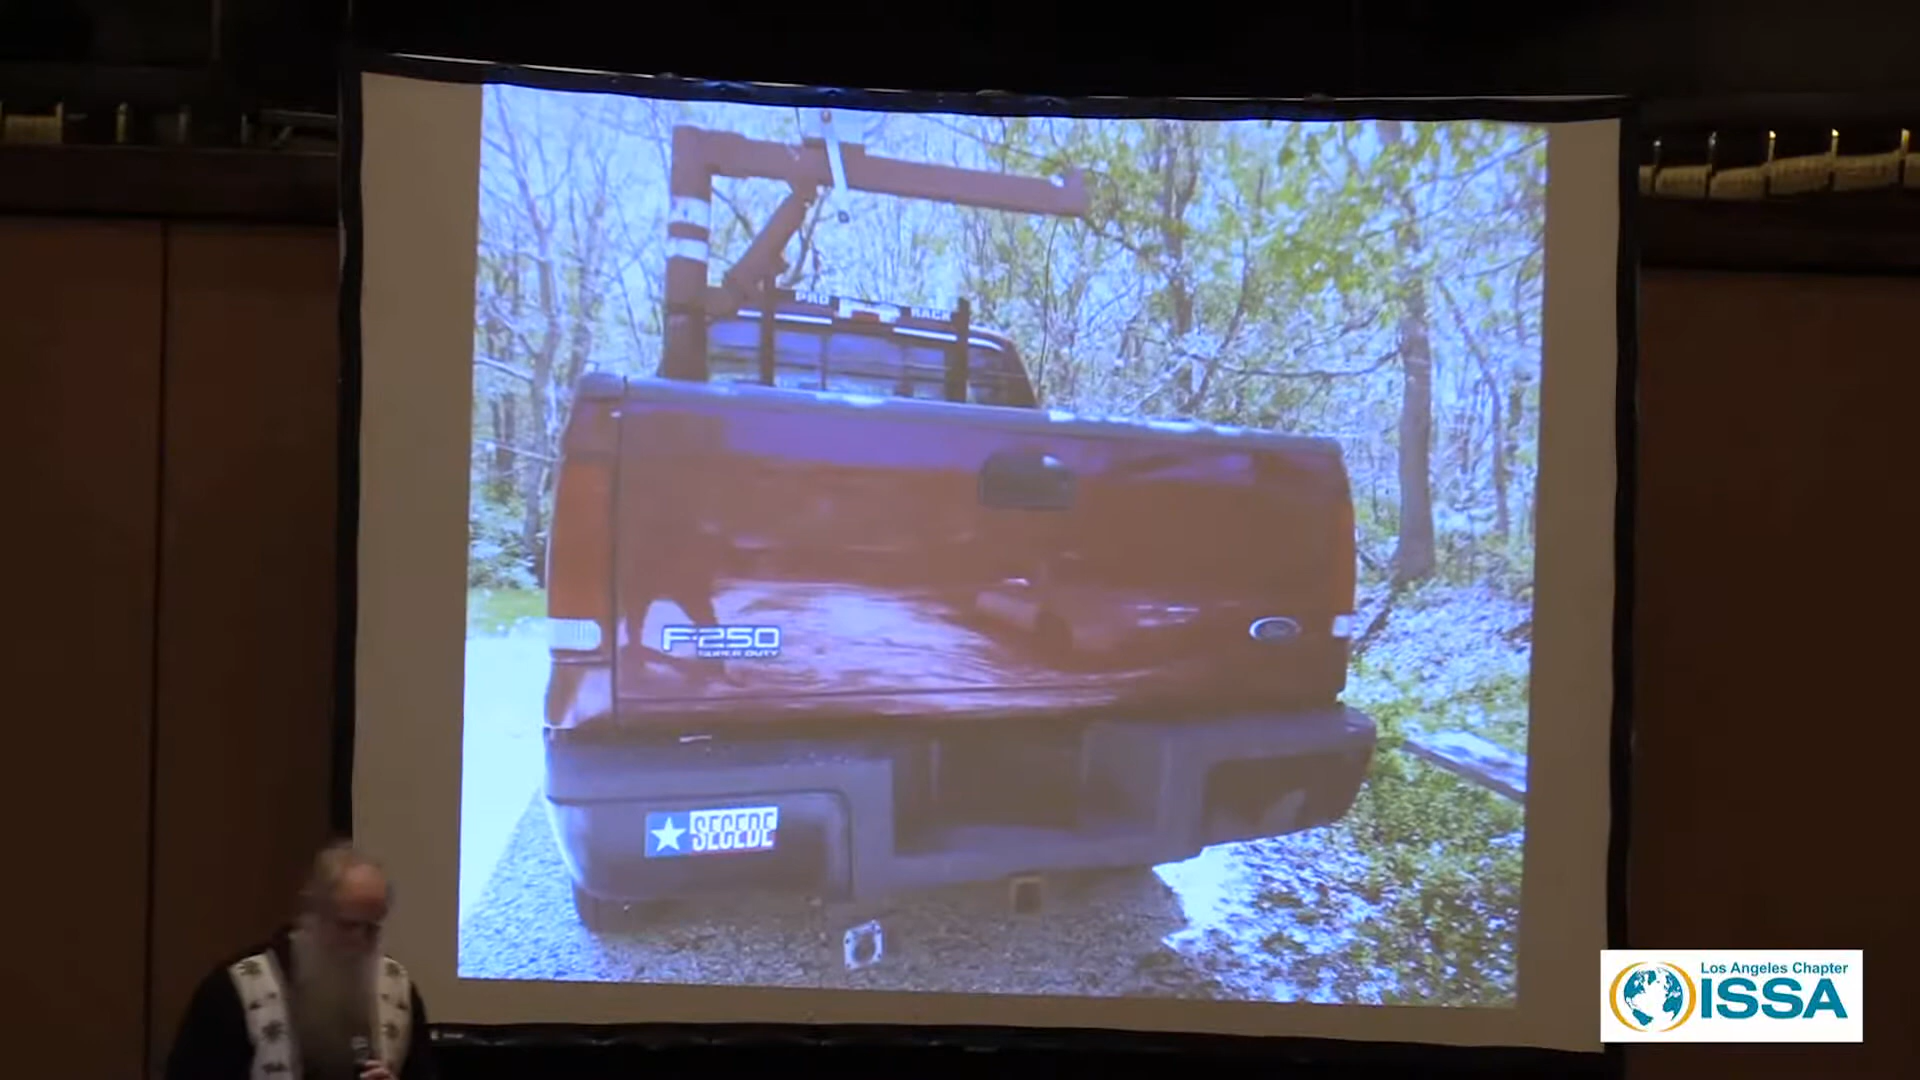 PRO RACK
F-250
SUPER DUTY
SECEDE
Los Angeles Chapter
ISSA